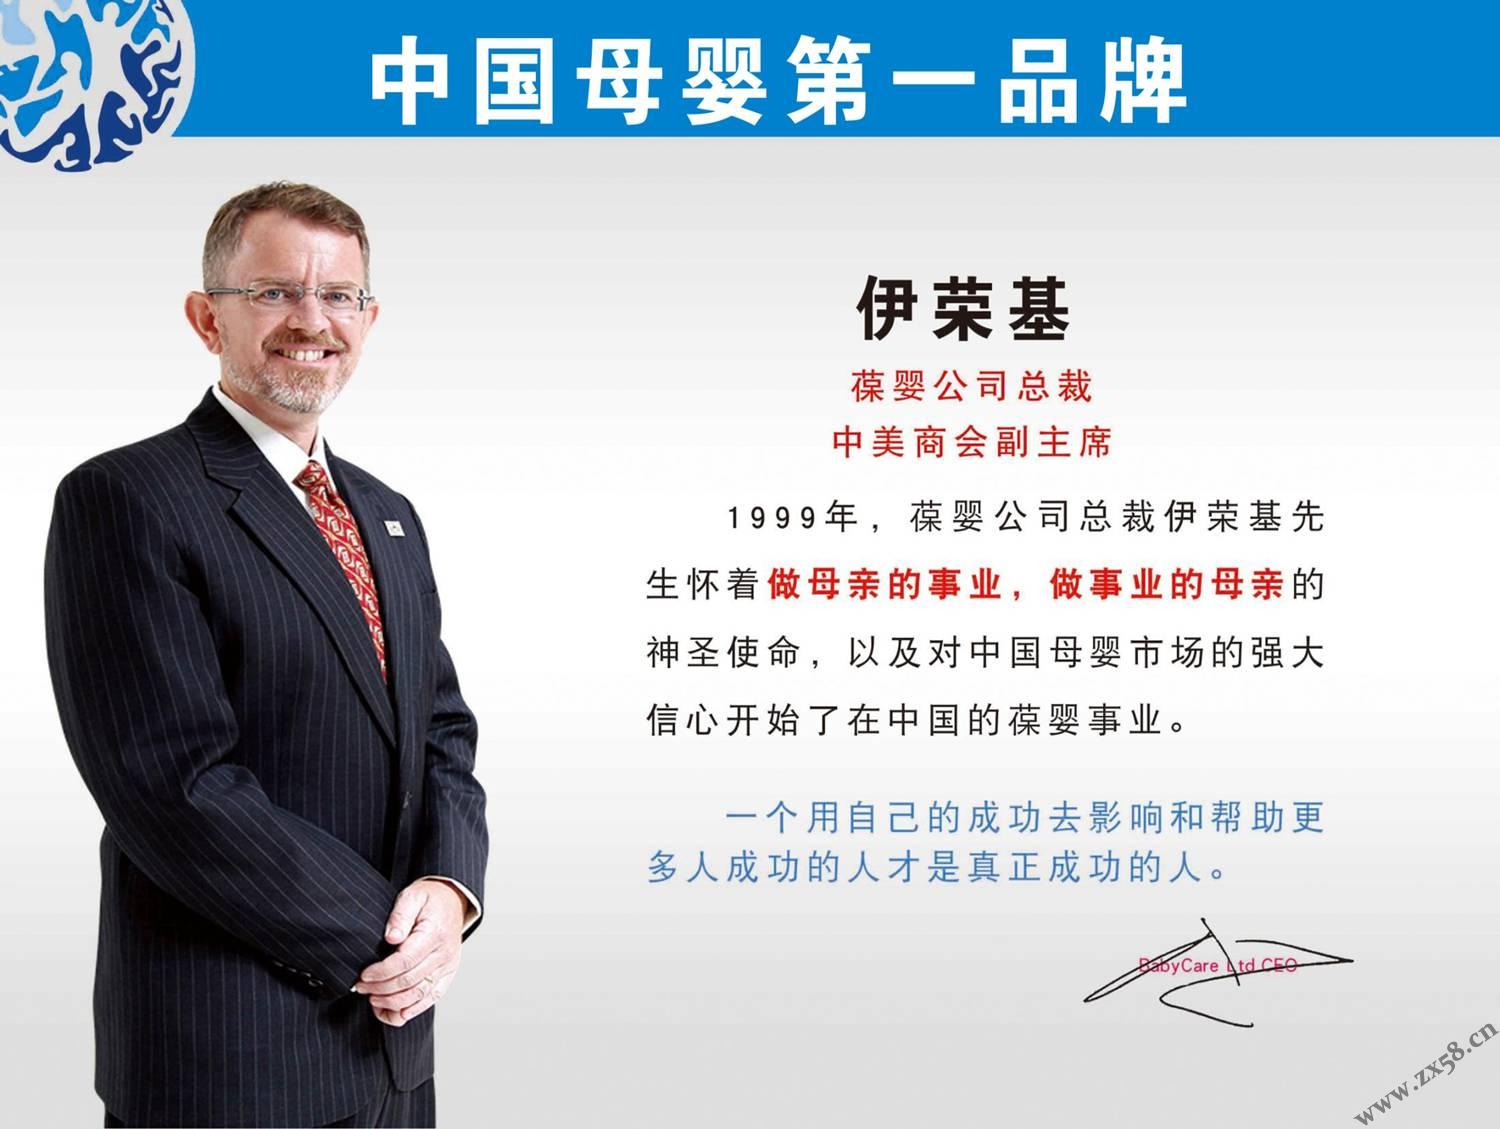 中国母婴第一品牌
伊荣基
葆婴公司总裁
中美商会副主席
1999年，葆婴公司总裁伊荣基先
生怀着做母亲的事业，做事业的母亲的
神圣使命，以及对中国母婴市场的强大
信心开始了在中国的葆婴事业。
一个用自己的成功去影响和帮助更
多人成功的人才是真正成功的人。
BabyCare Ltd CEO
www.zx58.cn